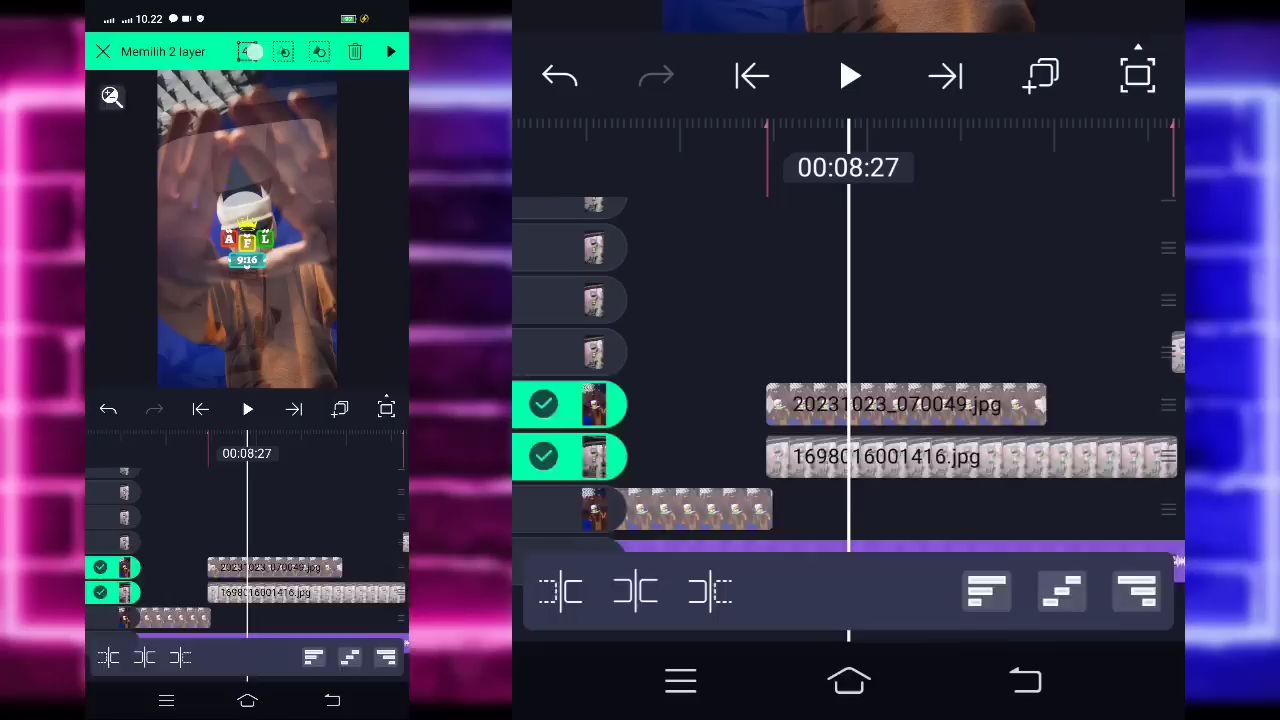 10.22
Memilih 2 layer
A F L
9:16
00:08:27
20231023_070049.jpg
1698016001416.jpg
00:08:27
20231023_070049.jpg
1698016001416.jpg